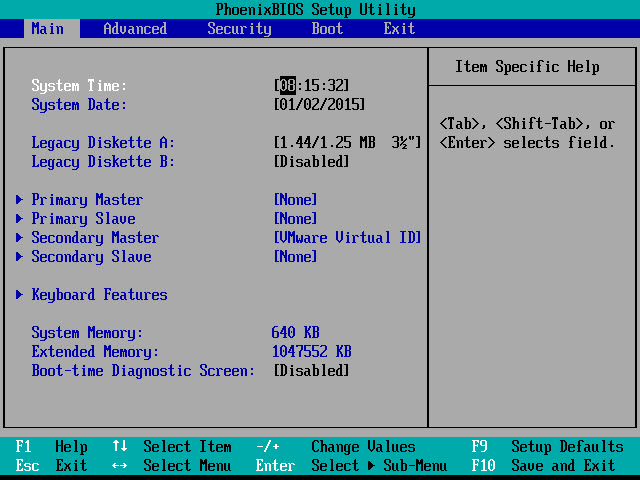 PhoenixBIOS Setup Utility
Main Advanced Security Boot Exit
System Time: [08:15:32]
System Date: [01/02/2015]
Legacy Diskette A: [1.44/1.25 MB 3½"]
Legacy Diskette B: [Disabled]
Primary Master [None]
Primary Slave [None]
Secondary Master [VMware Virtual ID]
Secondary Slave [None]
Keyboard Features
System Memory: 640 KB
Extended Memory: 1047552 KB
Boot-time Diagnostic Screen: [Disabled]
Item Specific Help
<Tab>, <Shift-Tab>, or
<Enter> selects field.
F1 Help ↑↓ Select Item -/+ Change Values F9 Setup Defaults
Esc Exit ↔ Select Menu Enter Select ▶ Sub-Menu F10 Save and Exit